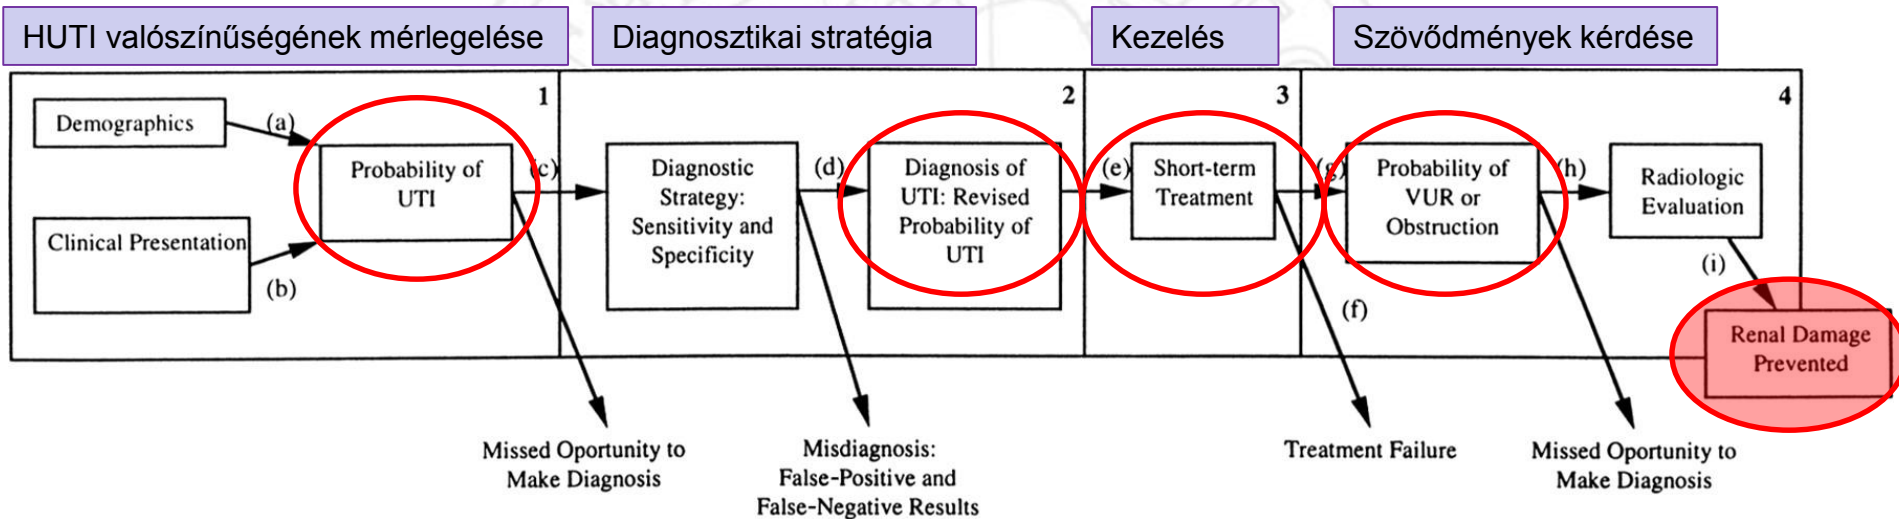 HUTI valószínűségének mérlegelése
Diagnosztikai stratégia
Kezelés
Szövődmények kérdése
1
Demographics
(a)
Clinical Presentation
(b)
Probability of
UTI
(c)
2
Diagnostic
Strategy:
Sensitivity and
Specificity
(d)
Diagnosis of
UTI: Revised
Probability of
UTI
3
(e)
Short-term
Treatment
(f)
4
(g)
Probability of
VUR or
Obstruction
(h)
Radiologic
Evaluation
(i)
Renal Damage
Prevented
Missed Oportunity to
Make Diagnosis
Misdiagnosis:
False-Positive and
False-Negative Results
Treatment Failure
Missed Oportunity to
Make Diagnosis